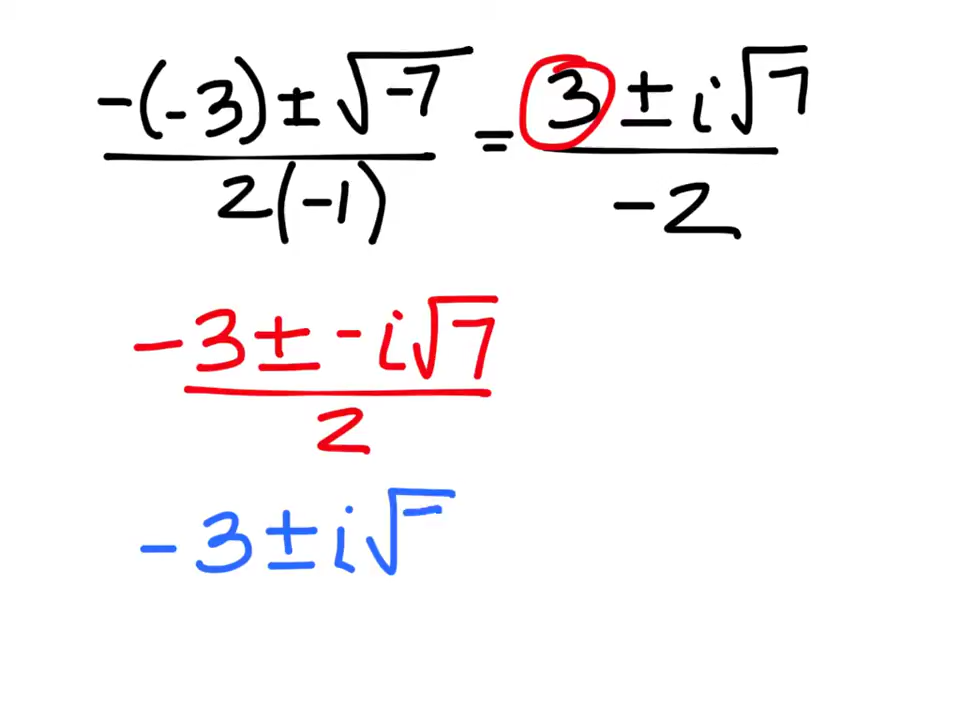 -(-3) ± √-7 / 2(-1) = 3 ± i√7 / -2
-3 ± -i√7 / 2
-3 ± i√